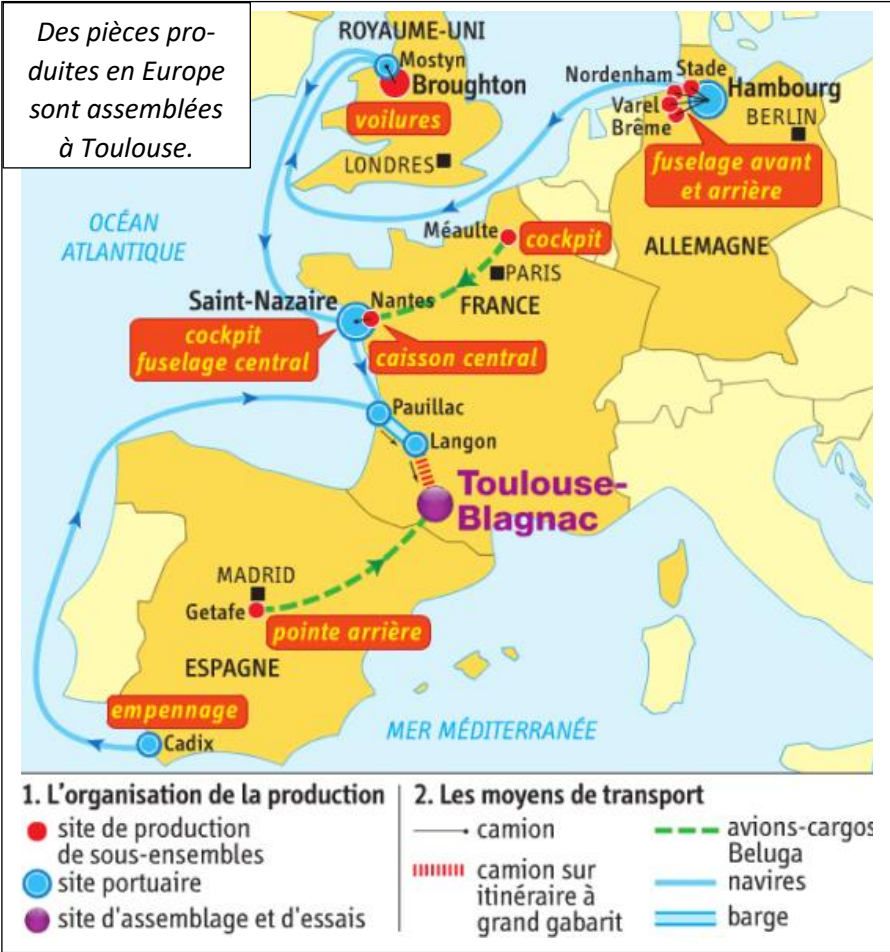 Des pièces pro-
duites en Europe
sont assemblées
à Toulouse.
ROYAUME-UNI
Mostyn
Broughton
voilures
LONDRES
Nordenham
Stade
Hambourg
Varel
Brême
BERLIN
fuselage avant
et arrière
OCÉAN
ATLANTIQUE
Méaulte
cockpit
ALLEMAGNE
PARIS
Saint-Nazaire
Nantes
FRANCE
cockpit
fuselage central
caisson central
Pauillac
Langon
Toulouse-
Blagnac
MADRID
Getafe
pointe arrière
ESPAGNE
empennage
Cadix
MER MÉDITERRANÉE
1. L'organisation de la production
site de production
de sous-ensembles
site portuaire
site d'assemblage et d'essais
2. Les moyens de transport
camion
camion sur
itinéraire à
grand gabarit
avions-cargos
Beluga
navires
barge